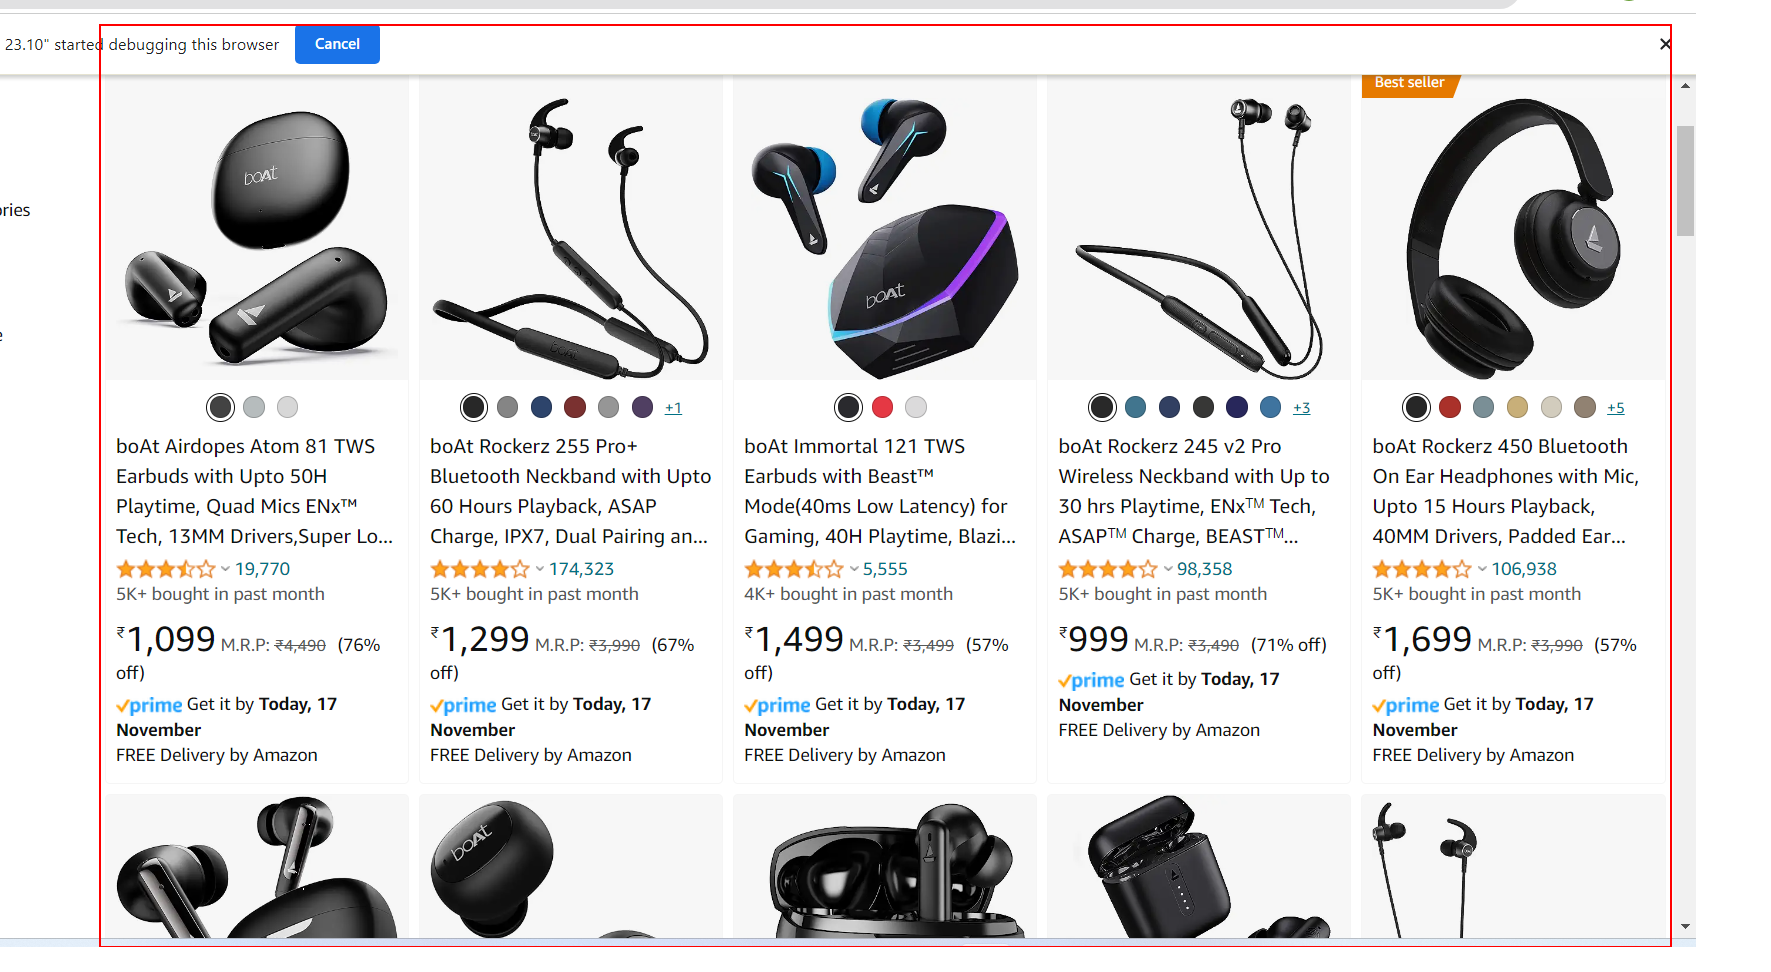 23.10" started debugging this browser
Cancel
Best seller
ories
e
boAt
boAt
boAt
+1
+3
+5
boAt Airdopes Atom 81 TWS
Earbuds with Upto 50H
Playtime, Quad Mics ENx™
Tech, 13MM Drivers,Super Lo...
19,770
5K+ bought in past month
₹1,099 M.R.P: ₹4,490 (76%
off)
prime Get it by Today, 17
November
FREE Delivery by Amazon
boAt Rockerz 255 Pro+
Bluetooth Neckband with Upto
60 Hours Playback, ASAP
Charge, IPX7, Dual Pairing an...
174,323
5K+ bought in past month
₹1,299 M.R.P: ₹3,990 (67%
off)
prime Get it by Today, 17
November
FREE Delivery by Amazon
boAt Immortal 121 TWS
Earbuds with Beast™
Mode(40ms Low Latency) for
Gaming, 40H Playtime, Blazi...
5,555
4K+ bought in past month
₹1,499 M.R.P: ₹3,499 (57%
off)
prime Get it by Today, 17
November
FREE Delivery by Amazon
boAt Rockerz 245 v2 Pro
Wireless Neckband with Up to
30 hrs Playtime, ENx™ Tech,
ASAP™ Charge, BEAST™...
98,358
5K+ bought in past month
₹999 M.R.P: ₹3,490 (71% off)
prime Get it by Today, 17
November
FREE Delivery by Amazon
boAt Rockerz 450 Bluetooth
On Ear Headphones with Mic,
Upto 15 Hours Playback,
40MM Drivers, Padded Ear...
106,938
5K+ bought in past month
₹1,699 M.R.P: ₹3,990 (57%
off)
prime Get it by Today, 17
November
FREE Delivery by Amazon
boAt